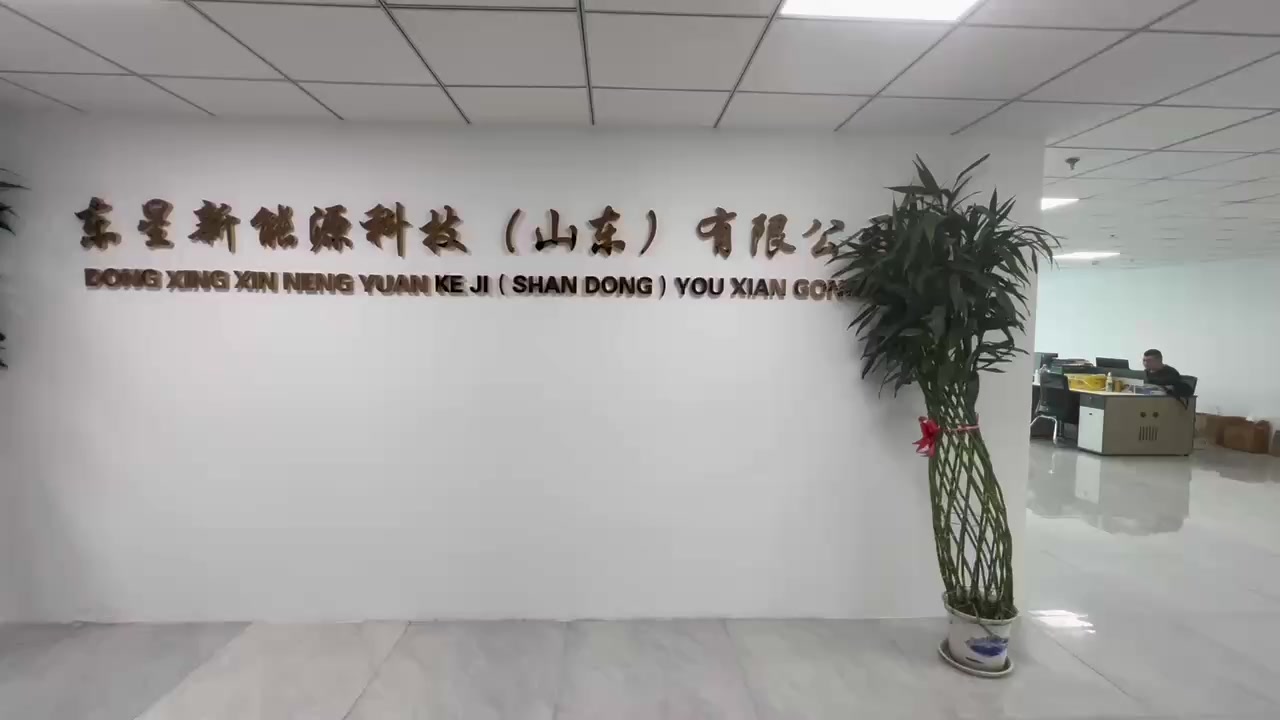 东星新能源科技（山东）有限公
DONG XING XIN NENG YUAN KE JI ( SHAN DONG ) YOU XIAN GON